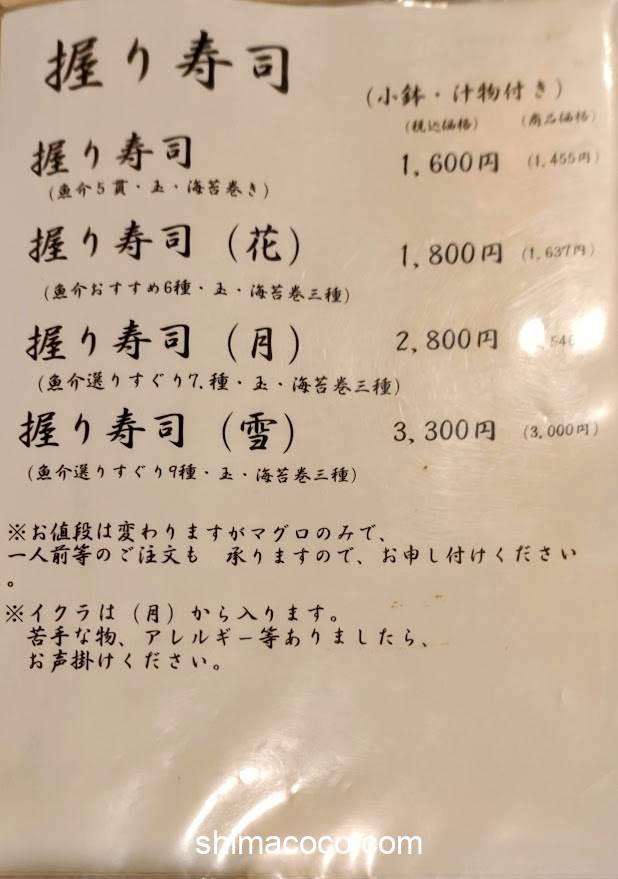 握り寿司
(小鉢・汁物付き)
(税込価格) (商品価格)
握り寿司 1,600円 (1,455円)
(魚介5貫・玉・海苔巻き)
握り寿司(花) 1,800円 (1,637円)
(魚介おすすめ6種・玉・海苔巻三種)
握り寿司(月) 2,800円
(魚介選りすぐり7.種・玉・海苔巻三種)
握り寿司(雪) 3,300円 (3,000円)
(魚介選りすぐり9種・玉・海苔巻三種)
※お値段は変わりますがマグロのみで、
一人前等のご注文も 承りますので、お申し付けください
。
※イクラは(月)から入ります。
苦手な物、アレルギー等ありましたら、
お声掛けください。
shimacoco.com